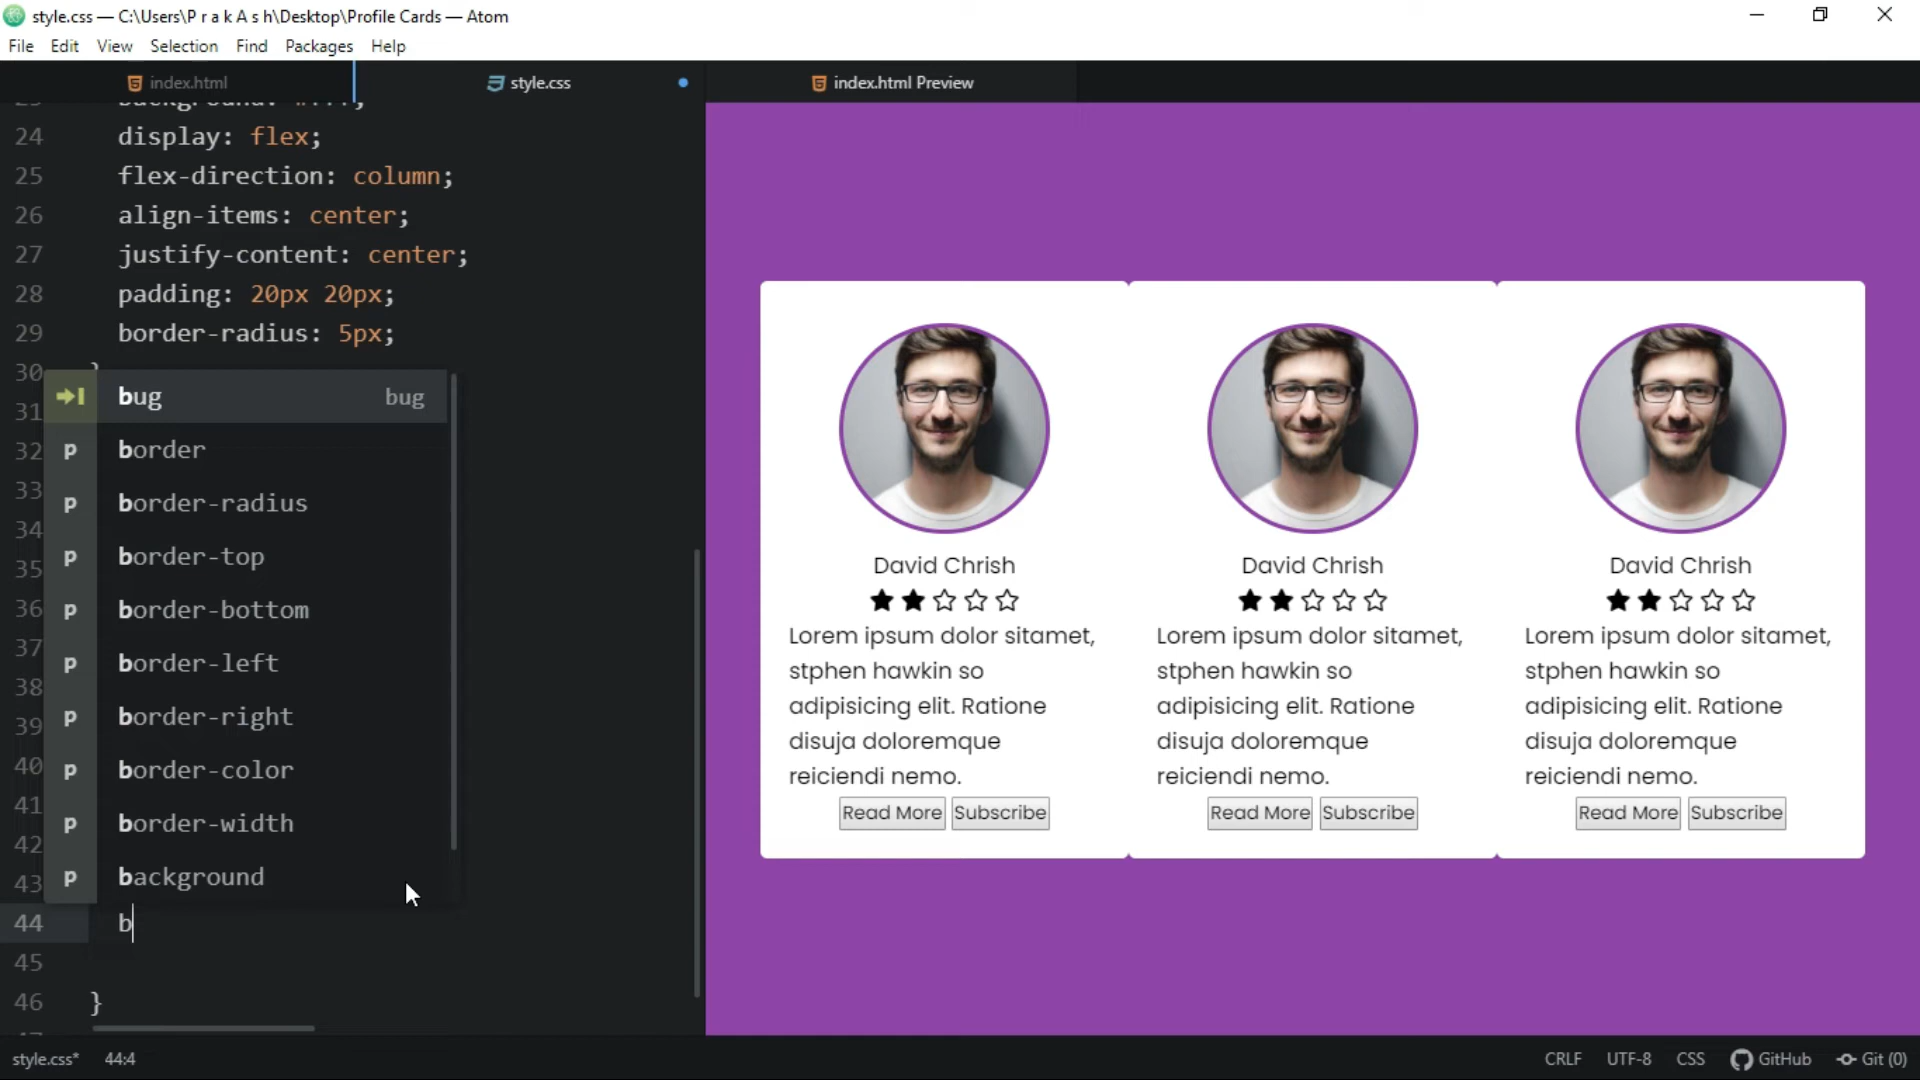 style.css — C:\Users\P r a k A s h\Desktop\Profile Cards — Atom
File Edit View Selection Find Packages Help
index.html
style.css
index.html Preview
24 display: flex;
25 flex-direction: column;
26 align-items: center;
27 justify-content: center;
28 padding: 20px 20px;
29 border-radius: 5px;
30
31
32
33
34
35
36
37
38
39
40
41
42
43
bug bug
p border
p border-radius
p border-top
p border-bottom
p border-left
p border-right
p border-color
p border-width
p background
44 b
45
46 }
David Chrish
Lorem ipsum dolor sitamet,
stphen hawkin so
adipisicing elit. Ratione
disuja doloremque
reiciendi nemo.
Read More Subscribe
David Chrish
Lorem ipsum dolor sitamet,
stphen hawkin so
adipisicing elit. Ratione
disuja doloremque
reiciendi nemo.
Read More Subscribe
David Chrish
Lorem ipsum dolor sitamet,
stphen hawkin so
adipisicing elit. Ratione
disuja doloremque
reiciendi nemo.
Read More Subscribe
style.css* 44:4 CRLF UTF-8 CSS GitHub Git (0)